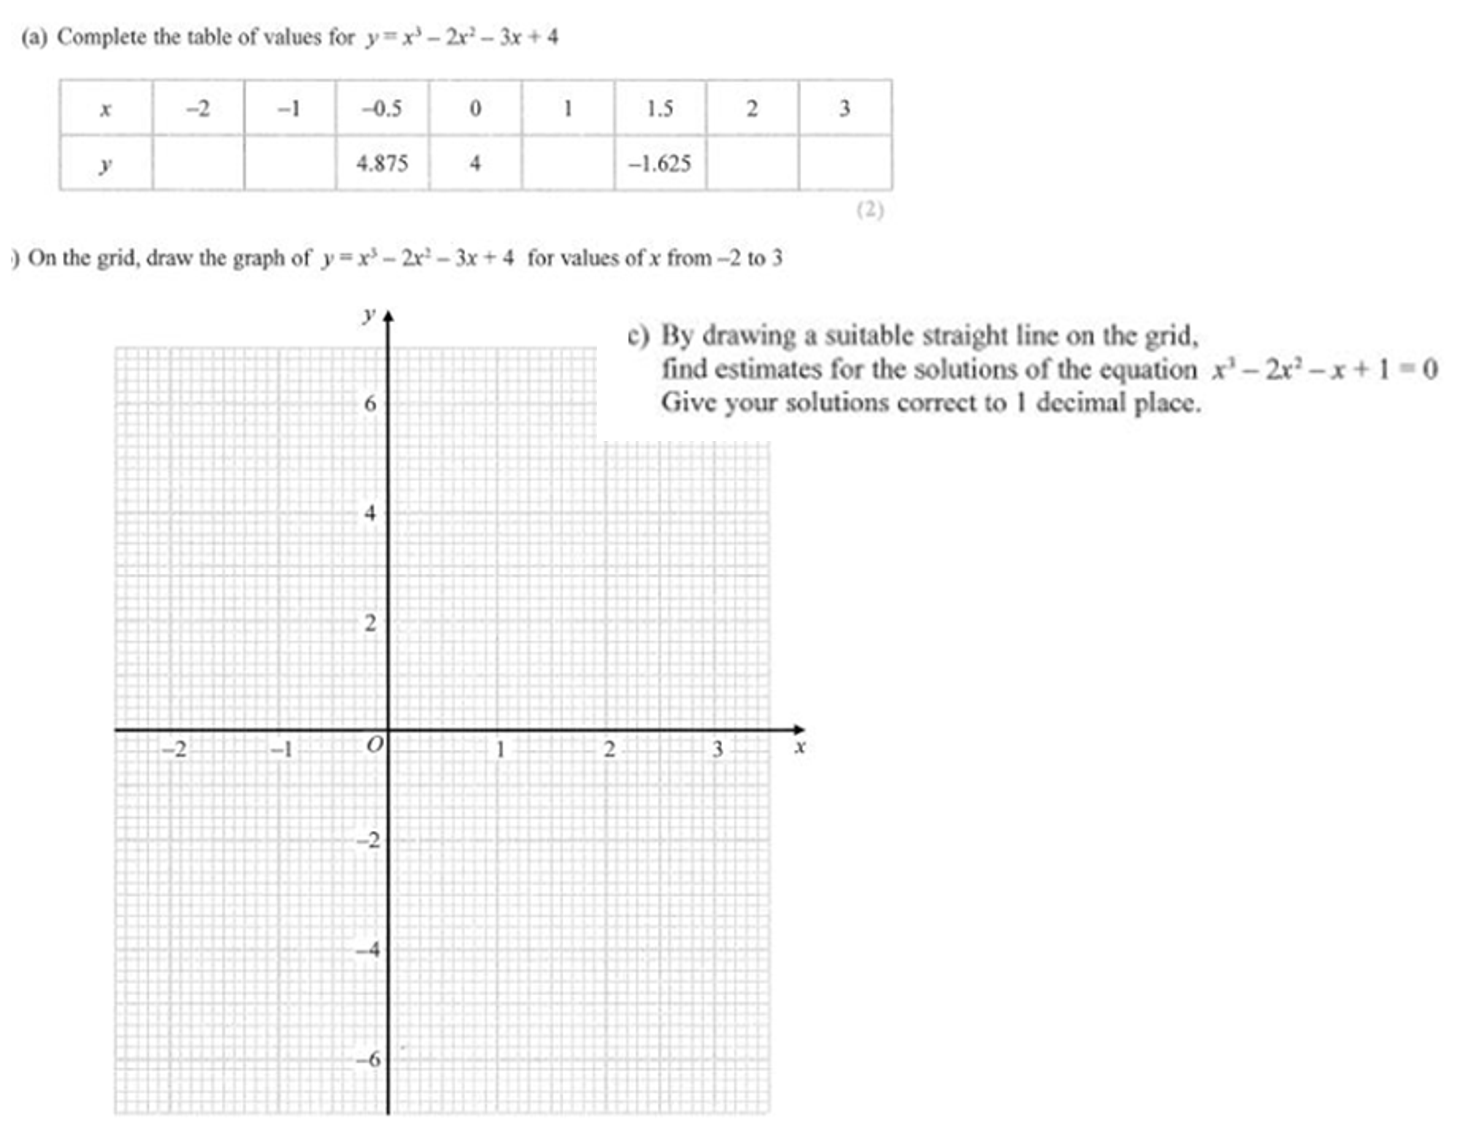 (a) Complete the table of values for y = x³ – 2x² – 3x + 4
x –2 –1 –0.5 0 1 1.5 2 3
y 4.875 4 –1.625
(2)
) On the grid, draw the graph of y = x³ – 2x² – 3x + 4 for values of x from –2 to 3
c) By drawing a suitable straight line on the grid,
find estimates for the solutions of the equation x³ – 2x² – x + 1 = 0
Give your solutions correct to 1 decimal place.
y
6
4
2
–2 –1 O 1 2 3 x
–2
–4
–6